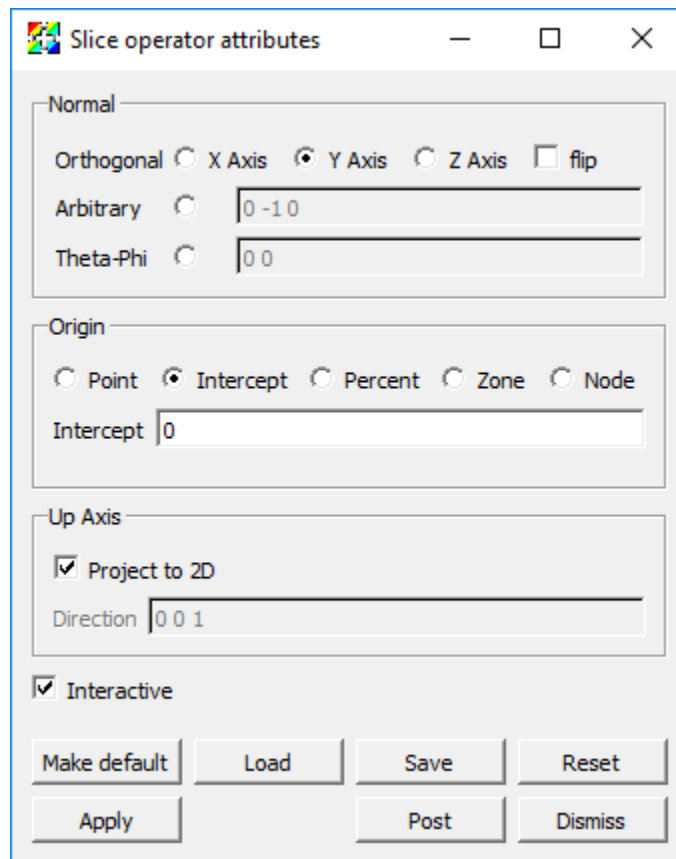 Slice operator attributes
Normal
Orthogonal X Axis Y Axis Z Axis flip
Arbitrary 0 -1 0
Theta-Phi 0 0
Origin
Point Intercept Percent Zone Node
Intercept 0
Up Axis
Project to 2D
Direction 0 0 1
Interactive
Make default Load Save Reset
Apply Post Dismiss